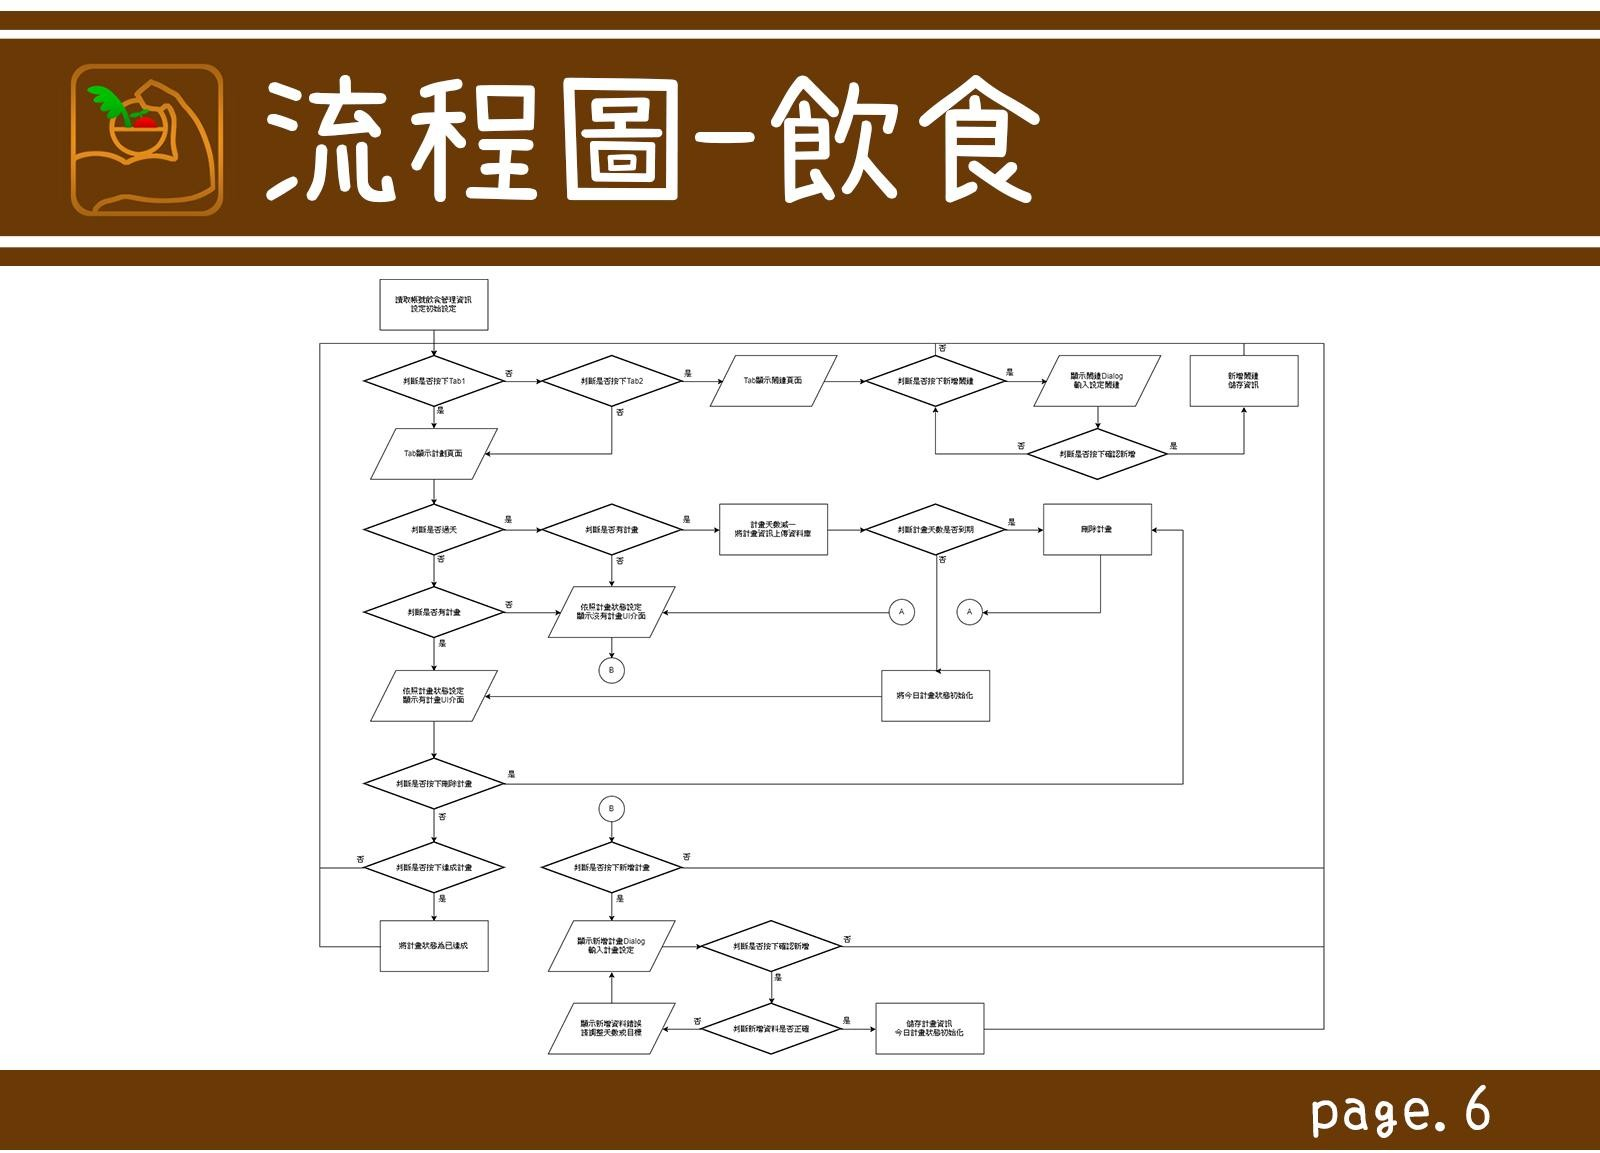 流程圖-飲食
讀取帳號飲食管理資訊
設定初始設定
判斷是否按下Tab1
否
判斷是否按下Tab2
是
Tab顯示鬧鐘頁面
判斷是否按下新增鬧鐘
否
是
顯示鬧鐘Dialog
輸入設定鬧鐘
新增鬧鐘
儲存資訊
是
否
Tab顯示計劃頁面
否
判斷是否按下確認新增
是
判斷是否過天
是
判斷是否有計畫
是
計畫天數減一
將計畫資訊上傳資料庫
判斷計畫天數是否到期
是
刪除計畫
否
否
否
判斷是否有計畫
否
依照計畫狀態設定
顯示沒有計畫UI介面
A
A
是
B
依照計畫狀態設定
顯示有計畫UI介面
將今日計畫狀態初始化
判斷是否按下刪除計畫
是
否
B
否
判斷是否按下達成計畫
判斷是否按下新增計畫
否
是
是
將計畫狀態為已達成
顯示新增計畫Dialog
輸入計畫設定
判斷是否按下確認新增
否
是
顯示新增資料錯誤
請調整天數或目標
否
判斷新增資料是否正確
是
儲存計畫資訊
今日計畫狀態初始化
page. 6